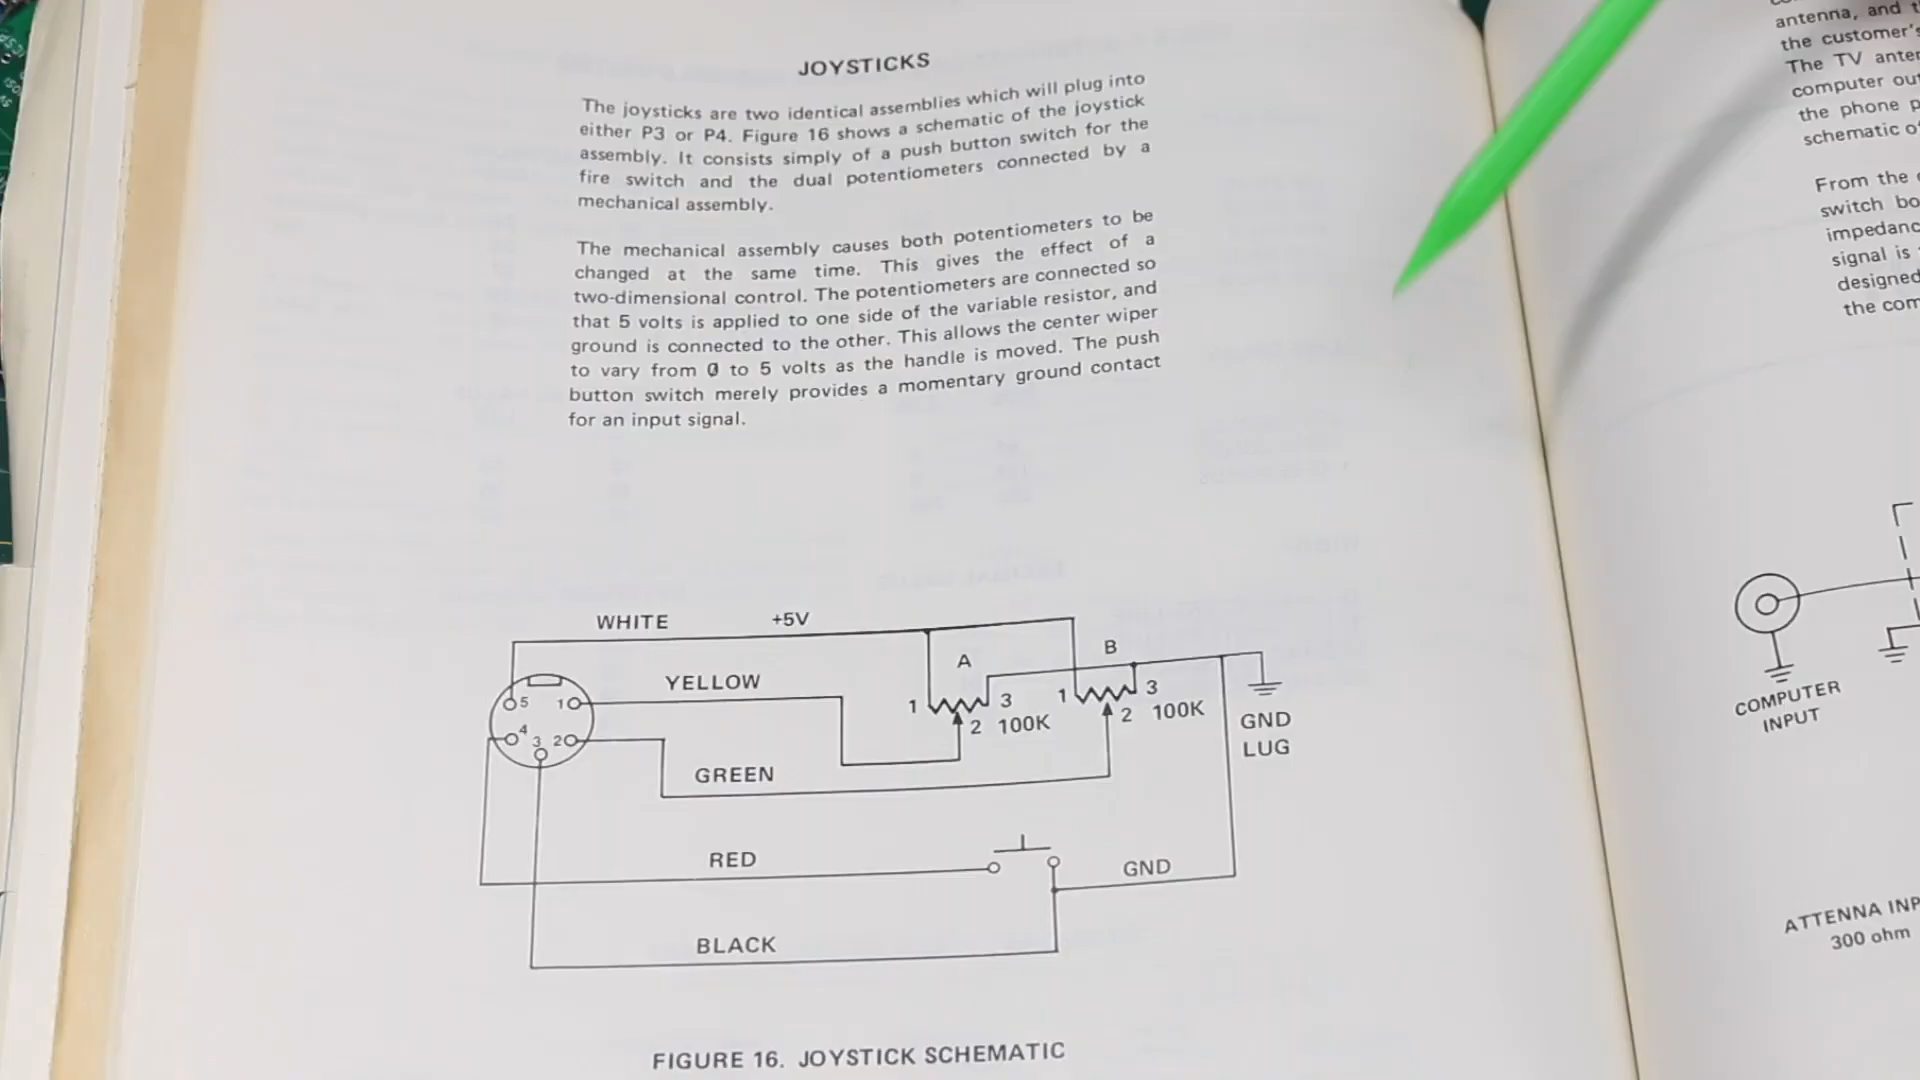 JOYSTICKS
The joysticks are two identical assemblies which will plug into
either P3 or P4. Figure 16 shows a schematic of the joystick
assembly. It consists simply of a push button switch for the
fire switch and the dual potentiometers connected by a
mechanical assembly.
The mechanical assembly causes both potentiometers to be
changed at the same time. This gives the effect of a
two-dimensional control. The potentiometers are connected so
that 5 volts is applied to one side of the variable resistor, and
ground is connected to the other. This allows the center wiper
to vary from 0 to 5 volts as the handle is moved. The push
button switch merely provides a momentary ground contact
for an input signal.
WHITE +5V
A B
YELLOW
5 1
1 3 1 3
4 3 2
2 100K 2 100K
GND
LUG
GREEN
RED
GND
BLACK
FIGURE 16. JOYSTICK SCHEMATIC
antenna, and
the customer's
The TV
computer
the phone
schematic
From the
switch
signal is
designed
the
COMPUTER
INPUT
ATTENNA
300 ohm